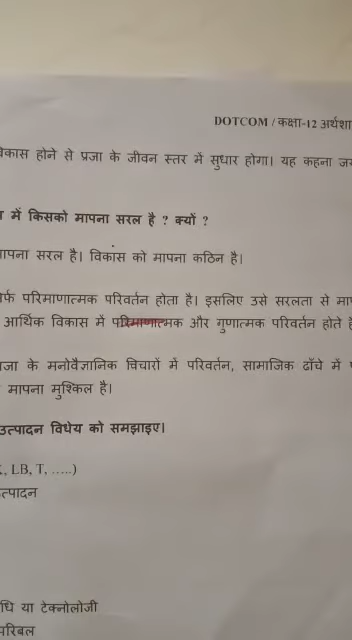 DOTCOM / कक्षा-12 अर्थशा
विकास होने से प्रजा के जीवन स्तर में सुधार होगा। यह कहना
में किसको मापना सरल है ? क्यों ?
मापना सरल है। विकास को मापना कठिन है।
परिमाणात्मक परिवर्तन होता है। इसलिए उसे सरलता से
आर्थिक विकास में परिमाणात्मक और गुणात्मक परिवर्तन होते
के मनोवैज्ञानिक विचारों में परिवर्तन, सामाजिक ढाँचे में
मापना मुश्किल है।
उत्पादन विधेय को समझाइए।
, LB, T, .....)
त्पादन
धि या टेक्नोलोजी
परिबल